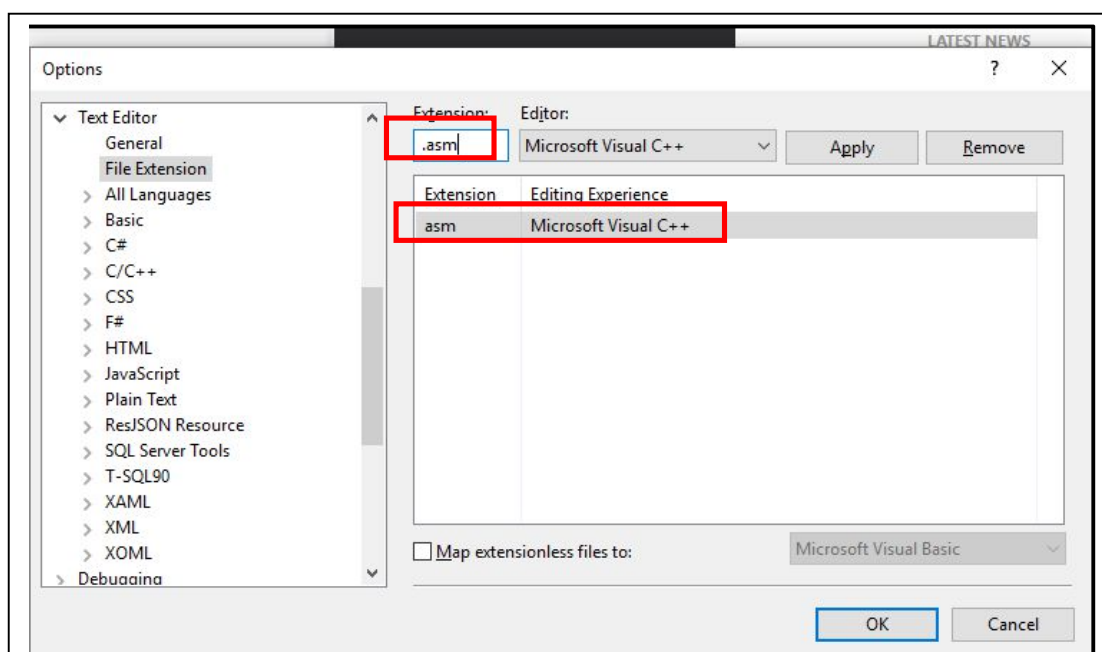 LATEST NEWS
Options
?
Text Editor
General
File Extension
All Languages
Basic
C#
C/C++
CSS
F#
HTML
JavaScript
Plain Text
ResJSON Resource
SQL Server Tools
T-SQL90
XAML
XML
XOML
Debugging
Extension: Editor:
.asm Microsoft Visual C++ Apply Remove
Extension Editing Experience
asm Microsoft Visual C++
Map extensionless files to: Microsoft Visual Basic
OK Cancel